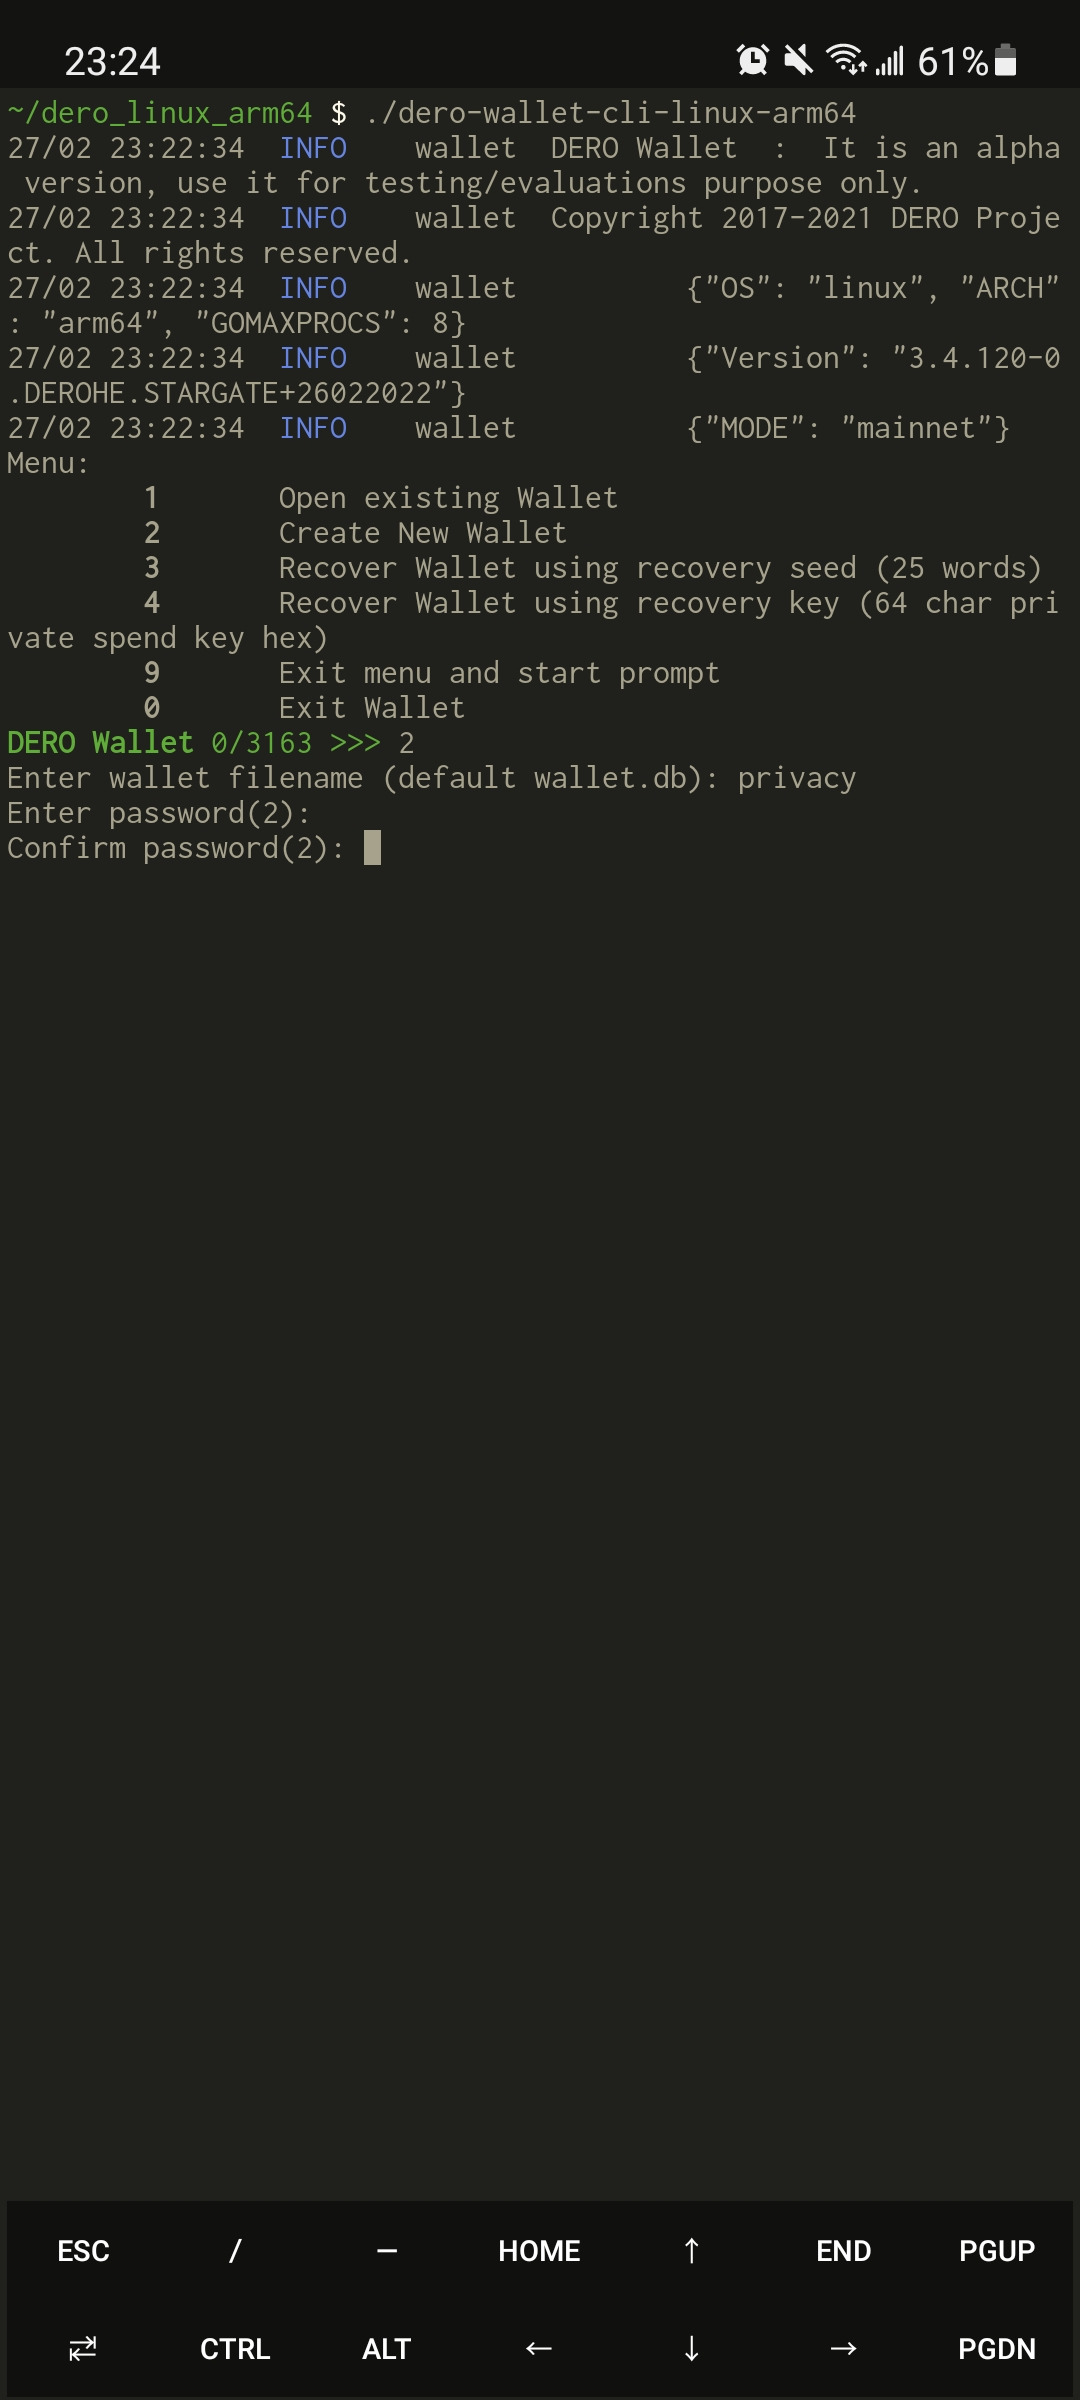 23:24 61%
~/dero_linux_arm64 $ ./dero-wallet-cli-linux-arm64
27/02 23:22:34  INFO    wallet  DERO Wallet  :  It is an alpha
 version, use it for testing/evaluations purpose only.
27/02 23:22:34  INFO    wallet  Copyright 2017-2021 DERO Proje
ct. All rights reserved.
27/02 23:22:34  INFO    wallet          {"OS": "linux", "ARCH"
: "arm64", "GOMAXPROCS": 8}
27/02 23:22:34  INFO    wallet          {"Version": "3.4.120-0
.DEROHE.STARGATE+26022022"}
27/02 23:22:34  INFO    wallet          {"MODE": "mainnet"}
Menu:
        1       Open existing Wallet
        2       Create New Wallet
        3       Recover Wallet using recovery seed (25 words)
        4       Recover Wallet using recovery key (64 char pri
vate spend key hex)
        9       Exit menu and start prompt
        0       Exit Wallet
DERO Wallet 0/3163 >>> 2
Enter wallet filename (default wallet.db): privacy
Enter password(2):
Confirm password(2):
ESC / — HOME ↑ END PGUP
⇄ CTRL ALT ← ↓ → PGDN